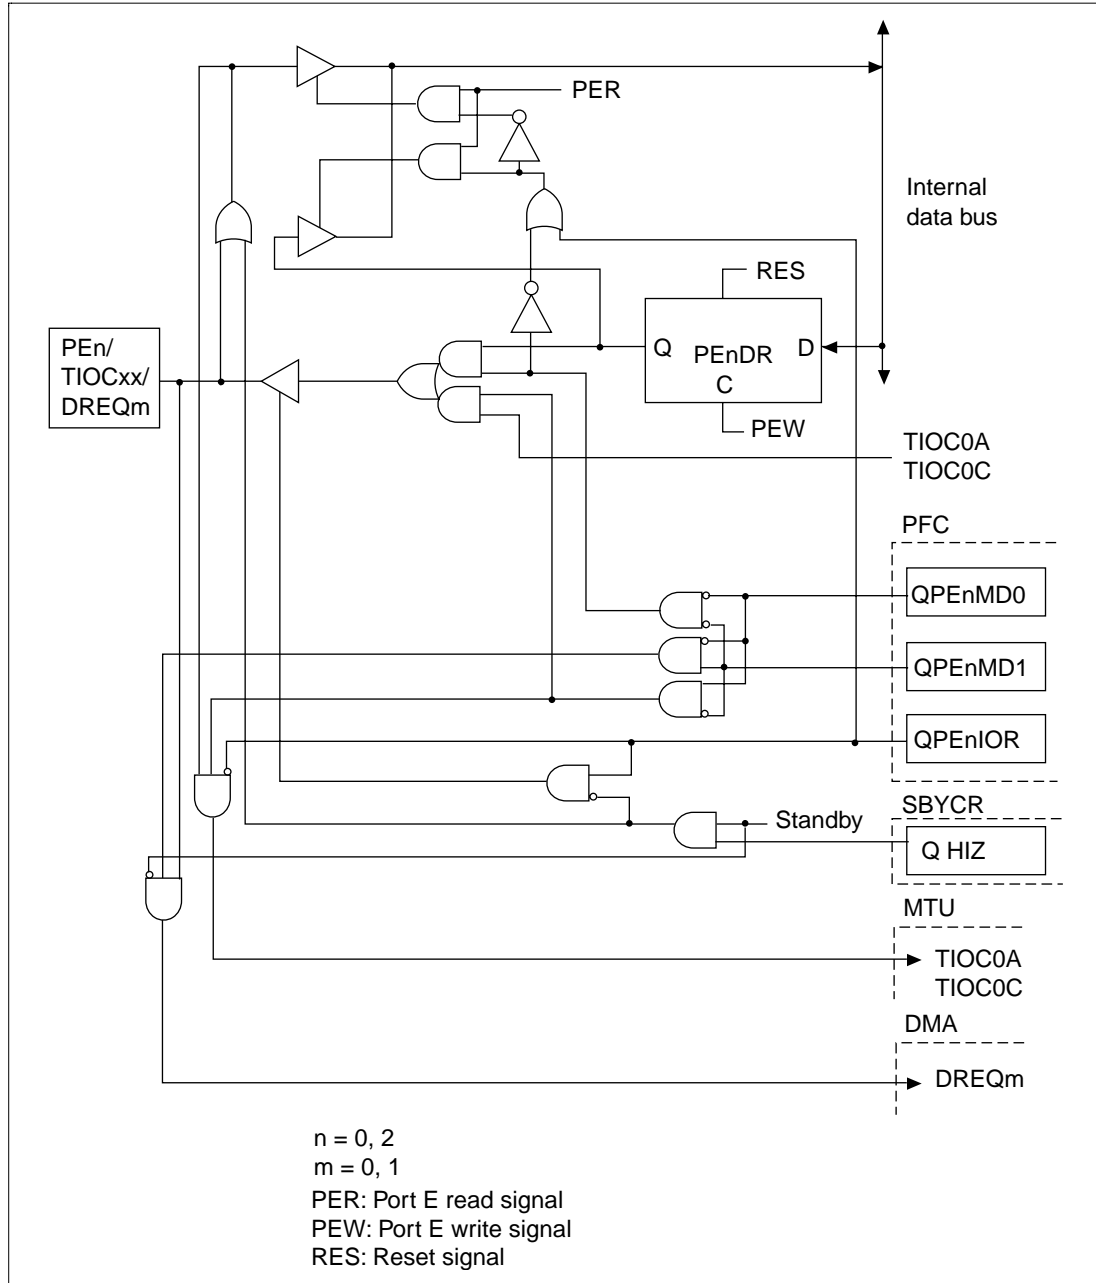 PER
Internal
data bus
RES
PEn/
TIOCxx/
DREQm
Q
PEnDR
D
C
PEW
TIOC0A
TIOC0C
PFC
QPEnMD0
QPEnMD1
QPEnIOR
SBYCR
Standby
Q HIZ
MTU
TIOC0A
TIOC0C
DMA
DREQm
n = 0, 2
m = 0, 1
PER: Port E read signal
PEW: Port E write signal
RES: Reset signal